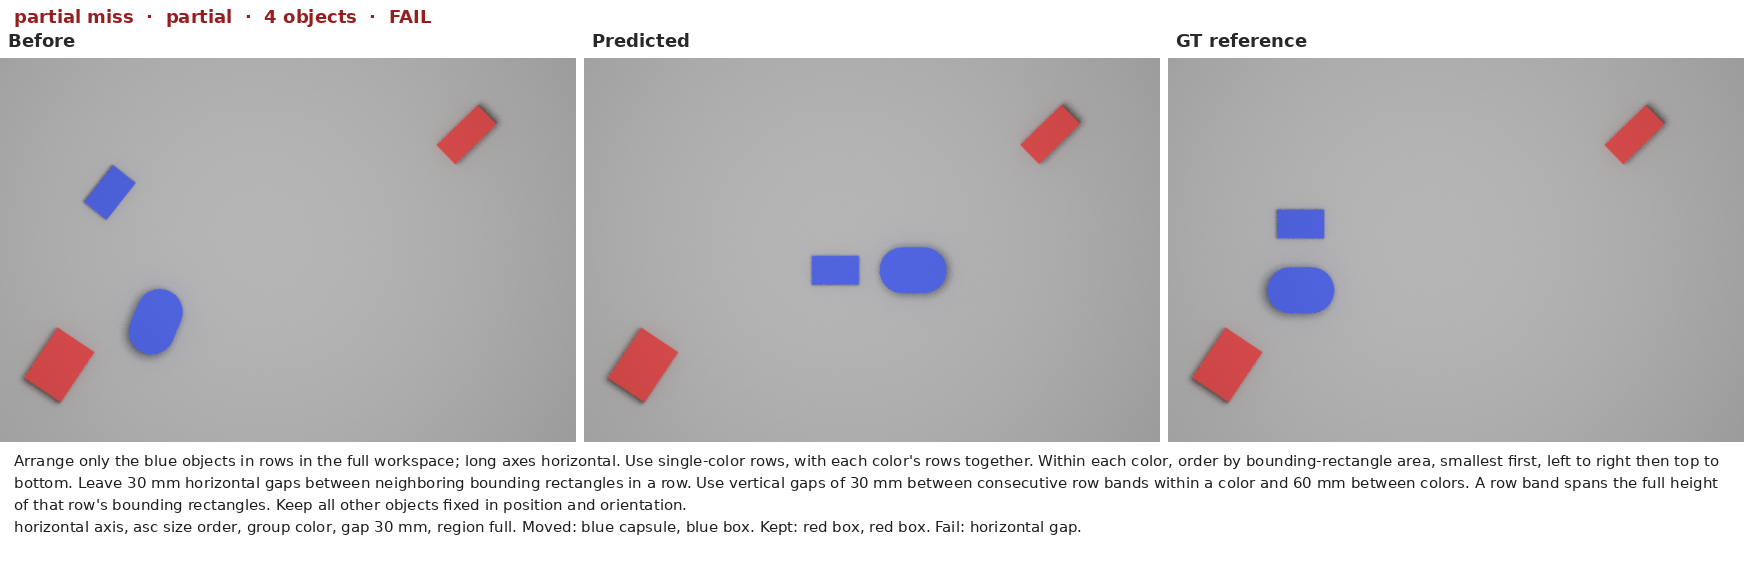 partial miss · partial · 4 objects · FAIL
Before
Predicted
GT reference
Arrange only the blue objects in rows in the full workspace; long axes horizontal. Use single-color rows, with each color's rows together. Within each color, order by bounding-rectangle area, smallest first, left to right then top to
bottom. Leave 30 mm horizontal gaps between neighboring bounding rectangles in a row. Use vertical gaps of 30 mm between consecutive row bands within a color and 60 mm between colors. A row band spans the full height
of that row's bounding rectangles. Keep all other objects fixed in position and orientation.
horizontal axis, asc size order, group color, gap 30 mm, region full. Moved: blue capsule, blue box. Kept: red box, red box. Fail: horizontal gap.